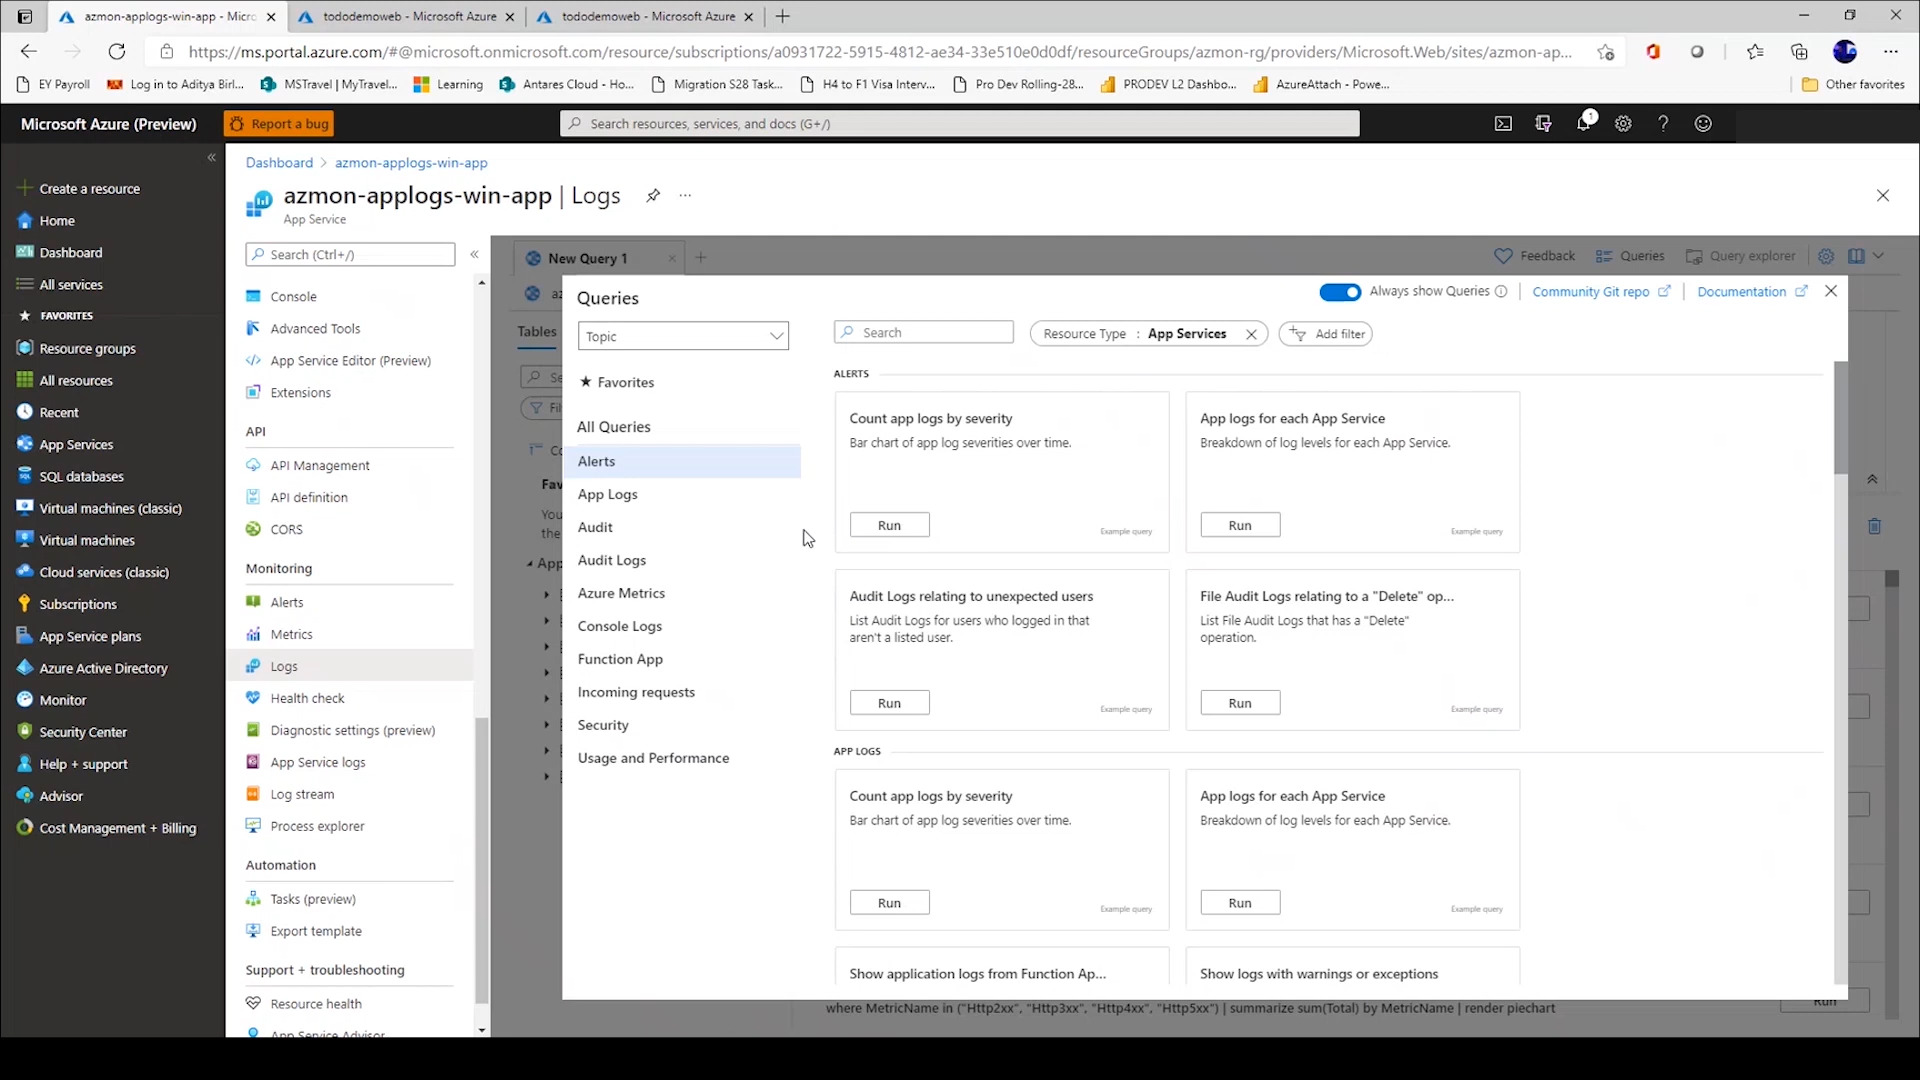 azmon-applogs-win-app - Micro
tododemoweb - Microsoft Azure
tododemoweb - Microsoft Azure
https://ms.portal.azure.com/#@microsoft.onmicrosoft.com/resource/subscriptions/a0931722-5915-4812-ae34-33e510e0d0df/resourceGroups/azmon-rg/providers/Microsoft.Web/sites/azmon-ap...
EY Payroll
Log in to Aditya Birl...
MSTravel | MyTravel...
Learning
Antares Cloud - Ho...
Migration S28 Task...
H4 to F1 Visa Interv...
Pro Dev Rolling-28...
PRODEV L2 Dashbo...
AzureAttach - Powe...
Other favorites
Microsoft Azure (Preview)
Report a bug
Search resources, services, and docs (G+/)
1
Create a resource
Home
Dashboard
All services
FAVORITES
Resource groups
All resources
Recent
App Services
SQL databases
Virtual machines (classic)
Virtual machines
Cloud services (classic)
Subscriptions
App Service plans
Azure Active Directory
Monitor
Security Center
Help + support
Advisor
Cost Management + Billing
Dashboard > azmon-applogs-win-app
azmon-applogs-win-app | Logs
App Service
Search (Ctrl+/)
Console
Advanced Tools
App Service Editor (Preview)
Extensions
API
API Management
API definition
CORS
Monitoring
Alerts
Metrics
Logs
Health check
Diagnostic settings (preview)
App Service logs
Log stream
Process explorer
Automation
Tasks (preview)
Export template
Support + troubleshooting
Resource health
App Service Advisor
New Query 1
Feedback
Queries
Query explorer
az
Tables
Se
Fil
Co
Fav
You
the
App
Queries
Always show Queries
Community Git repo
Documentation
Topic
Search
Resource Type : App Services
Add filter
Favorites
All Queries
Alerts
App Logs
Audit
Audit Logs
Azure Metrics
Console Logs
Function App
Incoming requests
Security
Usage and Performance
ALERTS
Count app logs by severity
Bar chart of app log severities over time.
Run
Example query
App logs for each App Service
Breakdown of log levels for each App Service.
Run
Example query
Audit Logs relating to unexpected users
List Audit Logs for users who logged in that
aren't a listed user.
Run
Example query
File Audit Logs relating to a "Delete" op...
List File Audit Logs that has a "Delete"
operation.
Run
Example query
APP LOGS
Count app logs by severity
Bar chart of app log severities over time.
Run
Example query
App logs for each App Service
Breakdown of log levels for each App Service.
Run
Example query
Show application logs from Function Ap...
Show logs with warnings or exceptions
where MetricName in ("Http2xx", "Http3xx", "Http4xx", "Http5xx") | summarize sum(Total) by MetricName | render piechart
Run